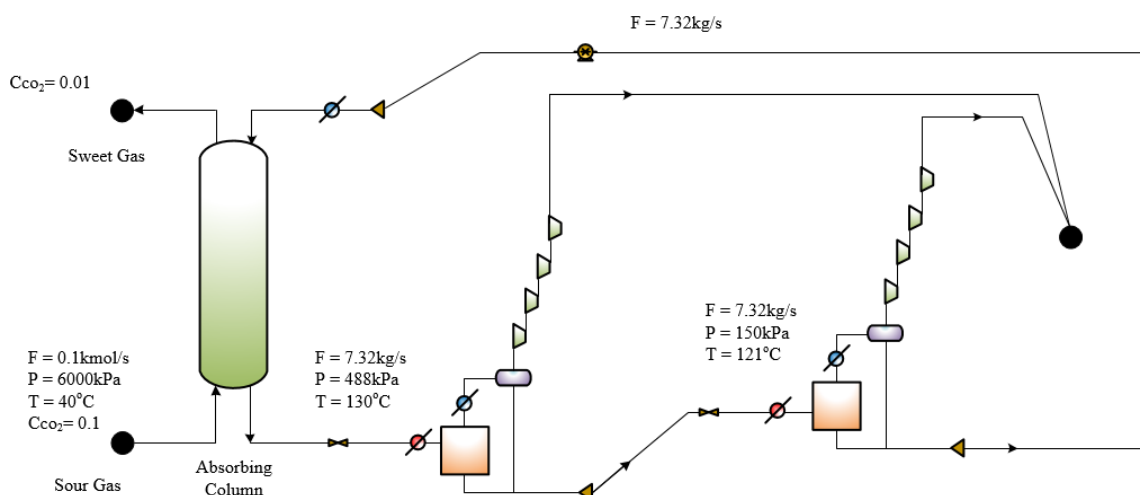 F = 7.32kg/s
Cco₂= 0.01
Sweet Gas
F = 0.1kmol/s
P = 6000kPa
T = 40°C
Cco₂= 0.1
F = 7.32kg/s
P = 488kPa
T = 130°C
F = 7.32kg/s
P = 150kPa
T = 121°C
Sour Gas
Absorbing
Column